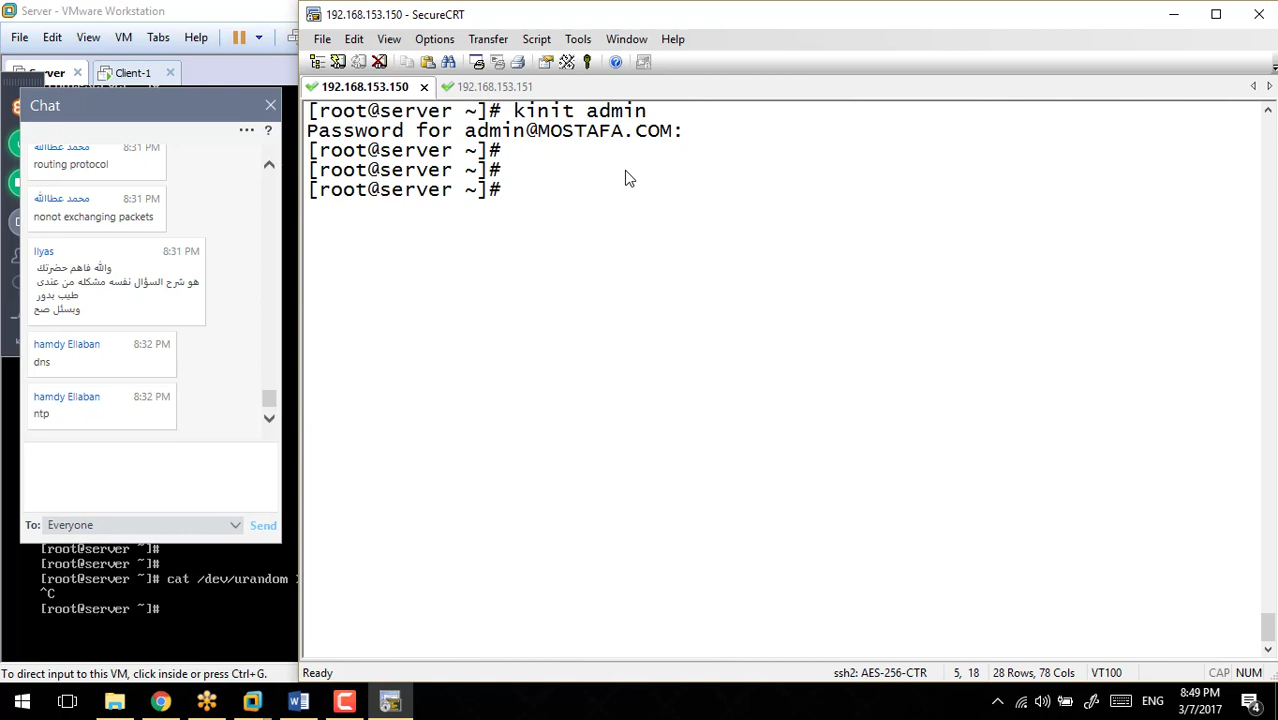 Server - VMware Workstation
File Edit View VM Tabs Help
Server Client-1
Chat
محمد عطاالله 8:31 PM
routing protocol
محمد عطاالله 8:31 PM
nonot exchanging packets
Ilyas 8:31 PM
والله فاهم حضرتك
هو شرح السؤال نفسه مشكله من عندى
طيب بدور
وبسئل صح
hamdy Ellaban 8:32 PM
dns
hamdy Ellaban 8:32 PM
ntp
To: Everyone Send
[root@server ~]#
[root@server ~]#
[root@server ~]# cat /dev/urandom
^C
[root@server ~]#
To direct input to this VM, click inside or press Ctrl+G.
192.168.153.150 - SecureCRT
File Edit View Options Transfer Script Tools Window Help
192.168.153.150 192.168.153.151
[root@server ~]# kinit admin
Password for admin@MOSTAFA.COM:
[root@server ~]#
[root@server ~]#
[root@server ~]#
Ready ssh2: AES-256-CTR 5, 18 28 Rows, 78 Cols VT100 CAP NUM
ENG
8:49 PM
3/7/2017
4